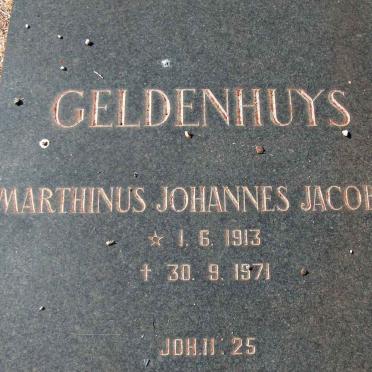 GELDENHUYS
MARTHINUS JOHANNES JACOB
☆ 1. 6. 1913
† 30. 9. 1971
JOH.11:25